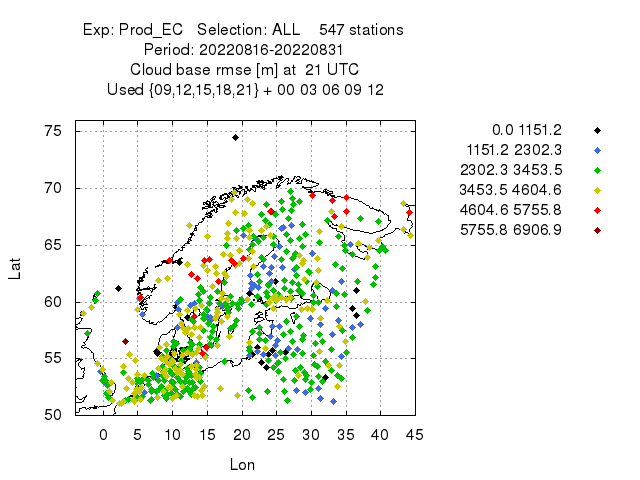 Exp: Prod_EC Selection: ALL 547 stations
Period: 20220816-20220831
Cloud base rmse [m] at 21 UTC
Used {09,12,15,18,21} + 00 03 06 09 12
75
70
65
60
55
50
Lat
0 5 10 15 20 25 30 35 40 45
Lon
0.0 1151.2
1151.2 2302.3
2302.3 3453.5
3453.5 4604.6
4604.6 5755.8
5755.8 6906.9